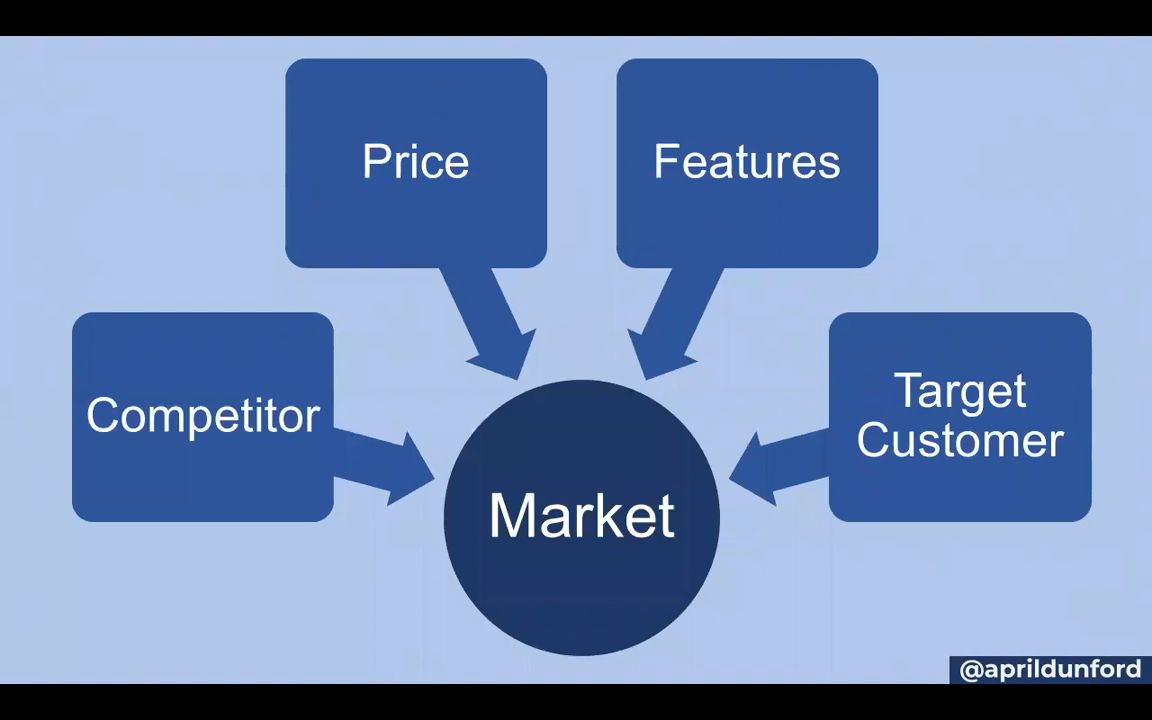 Price
Features
Competitor
Target
Customer
Market
@aprildunford